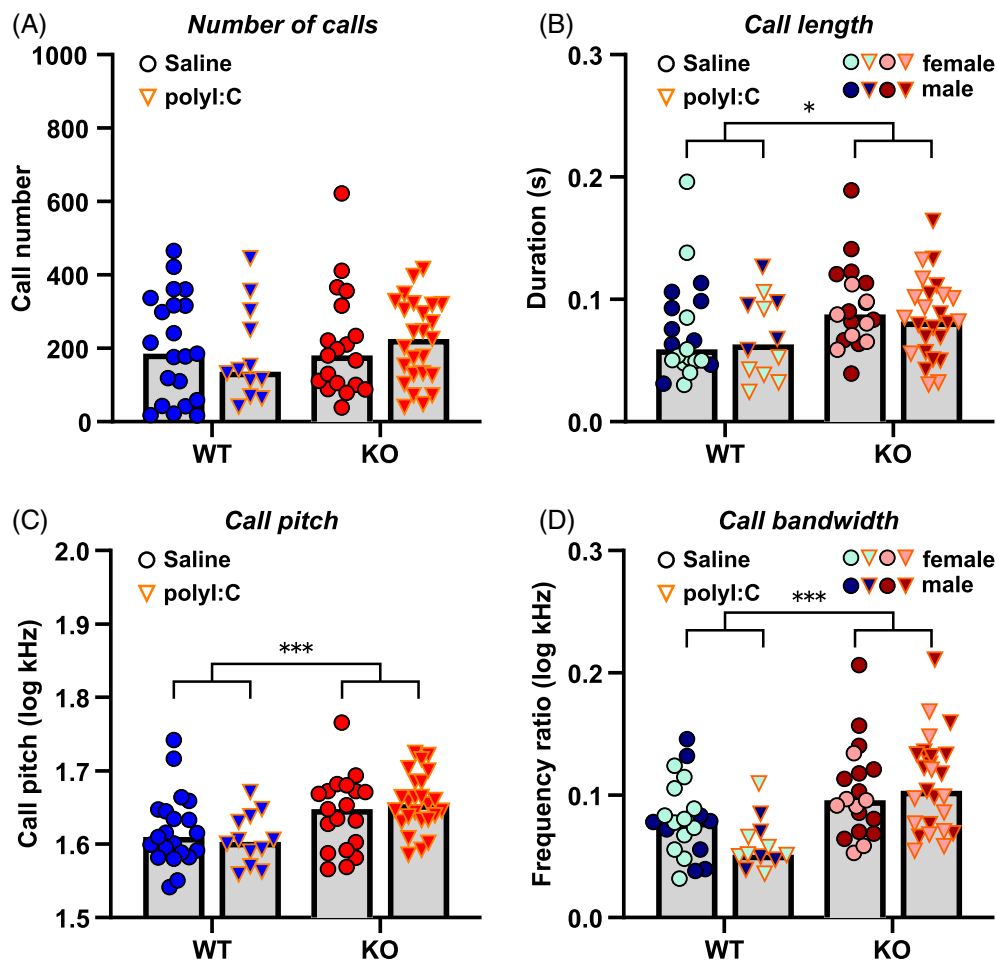 (A) Number of calls
1000
800
600
400
200
0
Call number
Saline
polyI:C
WT KO
(B) Call length
0.3
0.2
0.1
0.0
Duration (s)
Saline
polyI:C
female
male
*
WT KO
(C) Call pitch
2.0
1.9
1.8
1.7
1.6
1.5
Call pitch (log kHz)
Saline
polyI:C
***
WT KO
(D) Call bandwidth
0.3
0.2
0.1
0.0
Frequency ratio (log kHz)
Saline
polyI:C
female
male
***
WT KO